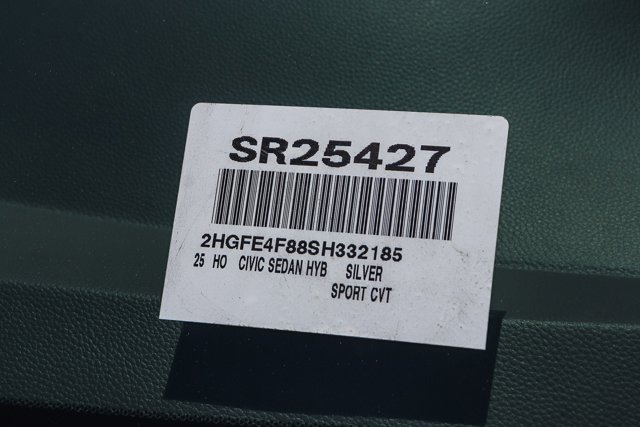 SR25427
2HGFE4F88SH332185
25 HO CIVIC SEDAN HYB SILVER
SPORT CVT